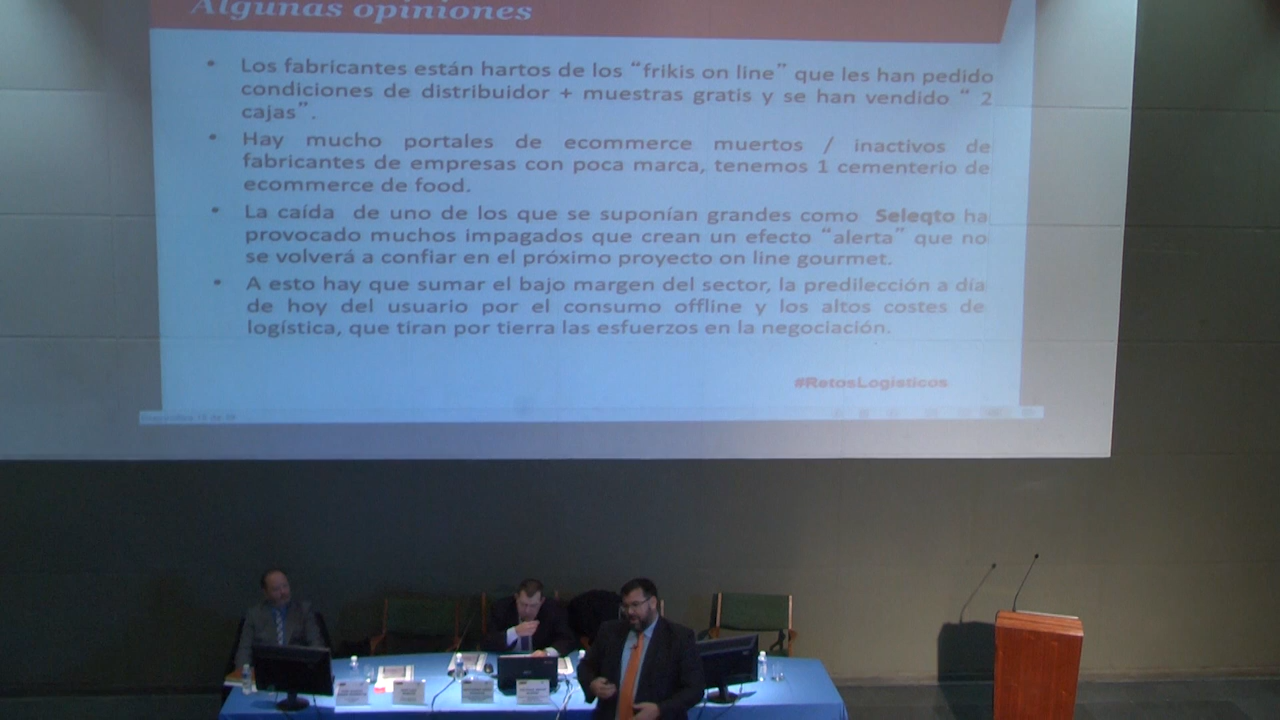 Algunas opiniones
• Los fabricantes están hartos de los “frikis on line” que les han pedido
condiciones de distribuidor + muestras gratis y se han vendido “ 2
cajas”.
• Hay mucho portales de ecommerce muertos / inactivos de
fabricantes de empresas con poca marca, tenemos 1 cementerio de
ecommerce de food.
• La caída de uno de los que se suponían grandes como Seleqto ha
provocado muchos impagados que crean un efecto “alerta” que no
se volverá a confiar en el próximo proyecto on line gourmet.
• A esto hay que sumar el bajo margen del sector, la predilección a día
de hoy del usuario por el consumo offline y los altos costes de
logística, que tiran por tierra las esfuerzos en la negociación.
#RetosLogisticos